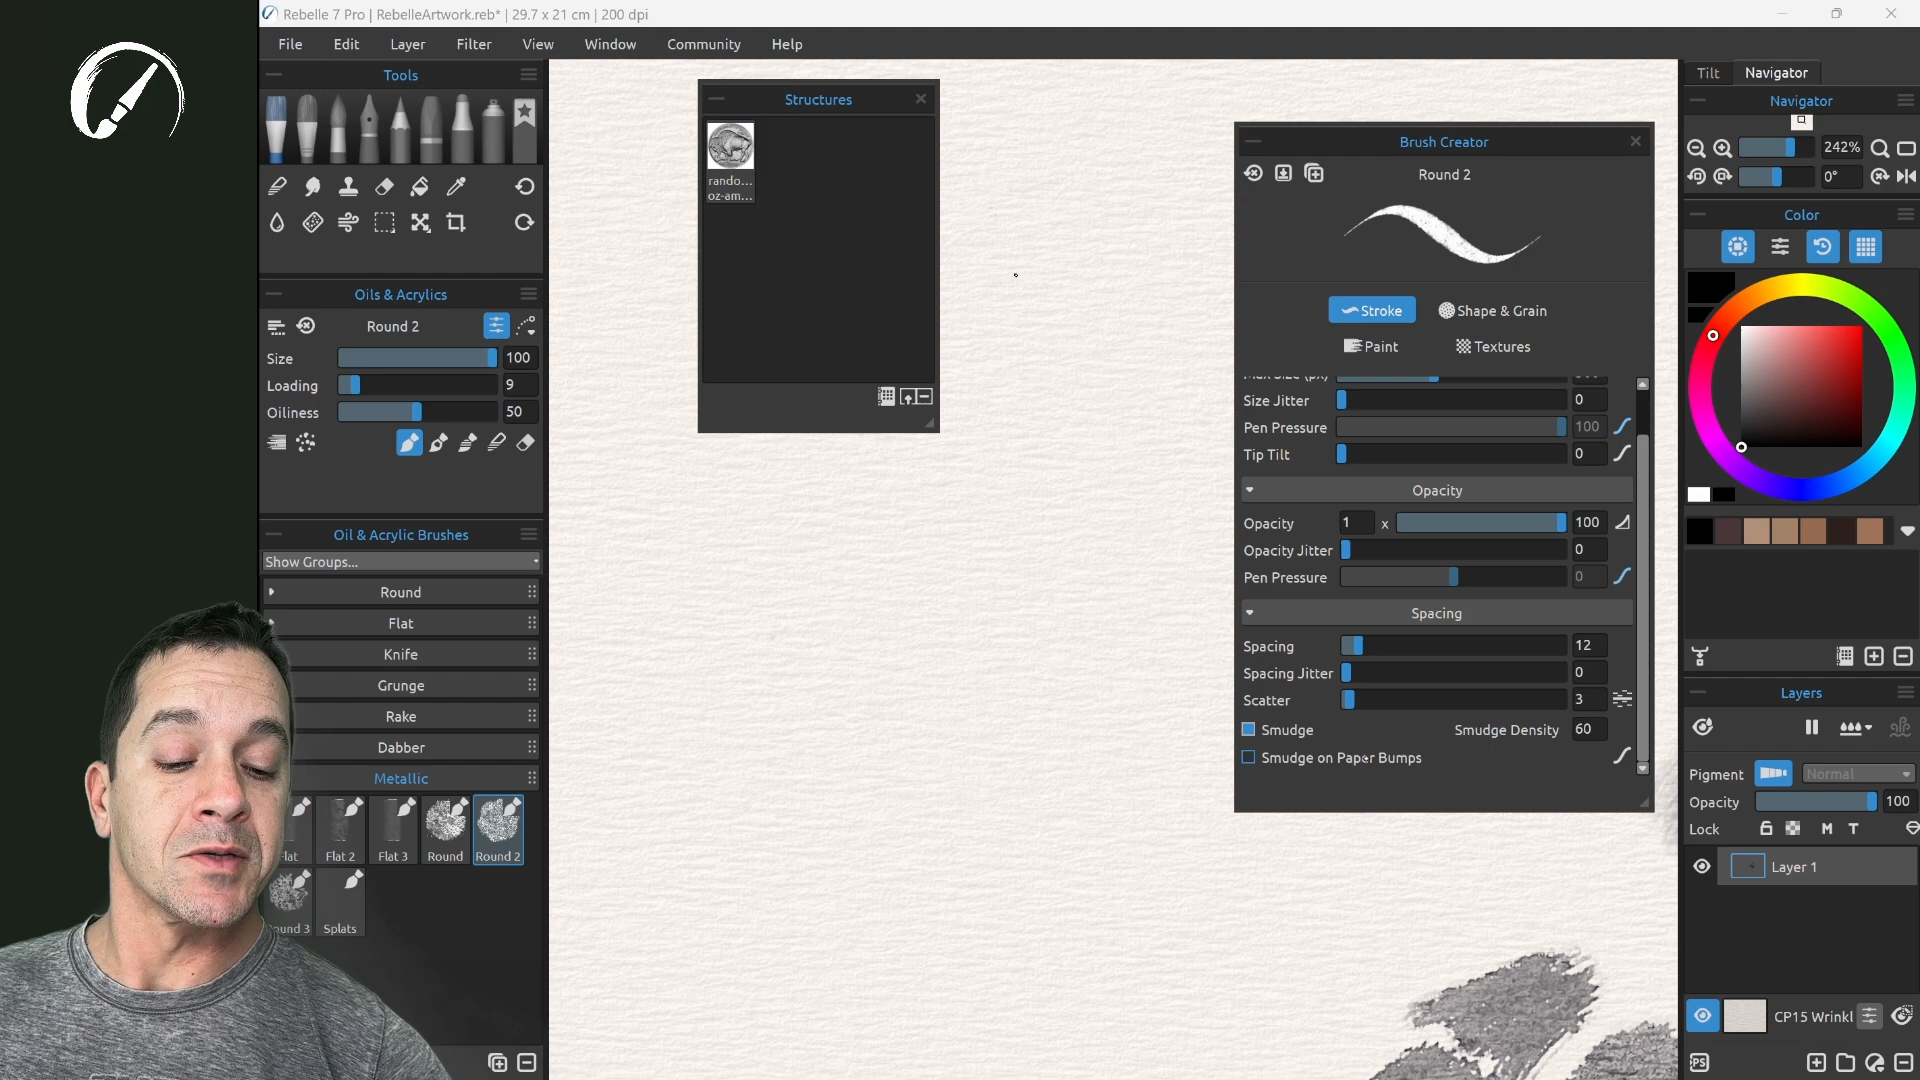 Rebelle 7 Pro | RebelleArtwork.reb* | 29.7 x 21 cm | 200 dpi
File Edit Layer Filter View Window Community Help
Tools
Oils & Acrylics
Round 2
Size 100
Loading 9
Oiliness 50
Oil & Acrylic Brushes
Show Groups...
Round
Flat
Knife
Grunge
Rake
Dabber
Metallic
Flat 2 Flat 3 Round Round 2
Splats
Structures
rando...
oz-am...
Brush Creator
Round 2
Stroke Shape & Grain
Paint Textures
Size Jitter 0
Pen Pressure 100
Tip Tilt 0
Opacity
Opacity 1 x 100
Opacity Jitter 0
Pen Pressure 0
Spacing
Spacing 12
Spacing Jitter 0
Scatter 3
Smudge Smudge Density 60
Smudge on Paper Bumps
Tilt Navigator
Navigator
242%
0°
Color
Layers
Pigment Normal
Opacity 100
Lock M T
Layer 1
CP15 Wrinkl
PS